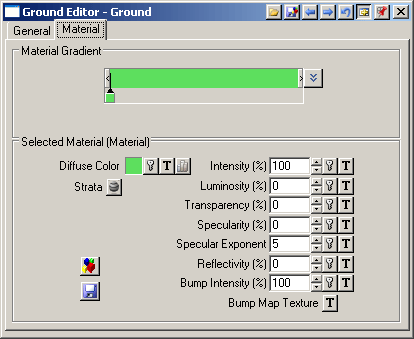 Ground Editor - Ground
General Material
Material Gradient
Selected Material (Material)
Diffuse Color T Intensity (%) 100 T
Strata Luminosity (%) 0 T
Transparency (%) 0 T
Specularity (%) 0 T
Specular Exponent 5 T
Reflectivity (%) 0 T
Bump Intensity (%) 100 T
Bump Map Texture T